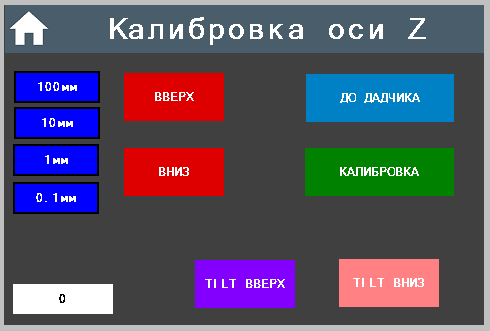 Калибровка оси Z
100мм
ВВЕРХ
ДО ДАДЧИКА
10мм
1мм
ВНИЗ
КАЛИБРОВКА
0.1мм
TILT ВВЕРХ
TILT ВНИЗ
0